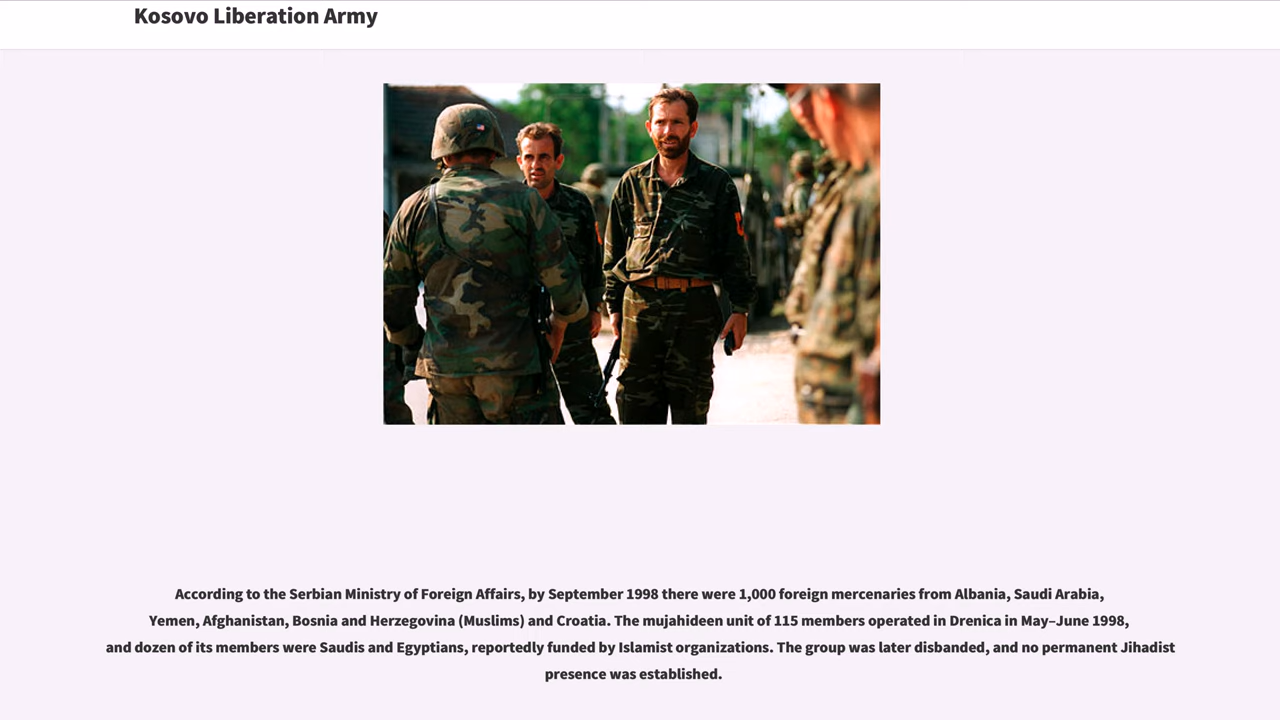 Kosovo Liberation Army
According to the Serbian Ministry of Foreign Affairs, by September 1998 there were 1,000 foreign mercenaries from Albania, Saudi Arabia,
Yemen, Afghanistan, Bosnia and Herzegovina (Muslims) and Croatia. The mujahideen unit of 115 members operated in Drenica in May–June 1998,
and dozen of its members were Saudis and Egyptians, reportedly funded by Islamist organizations. The group was later disbanded, and no permanent Jihadist
presence was established.